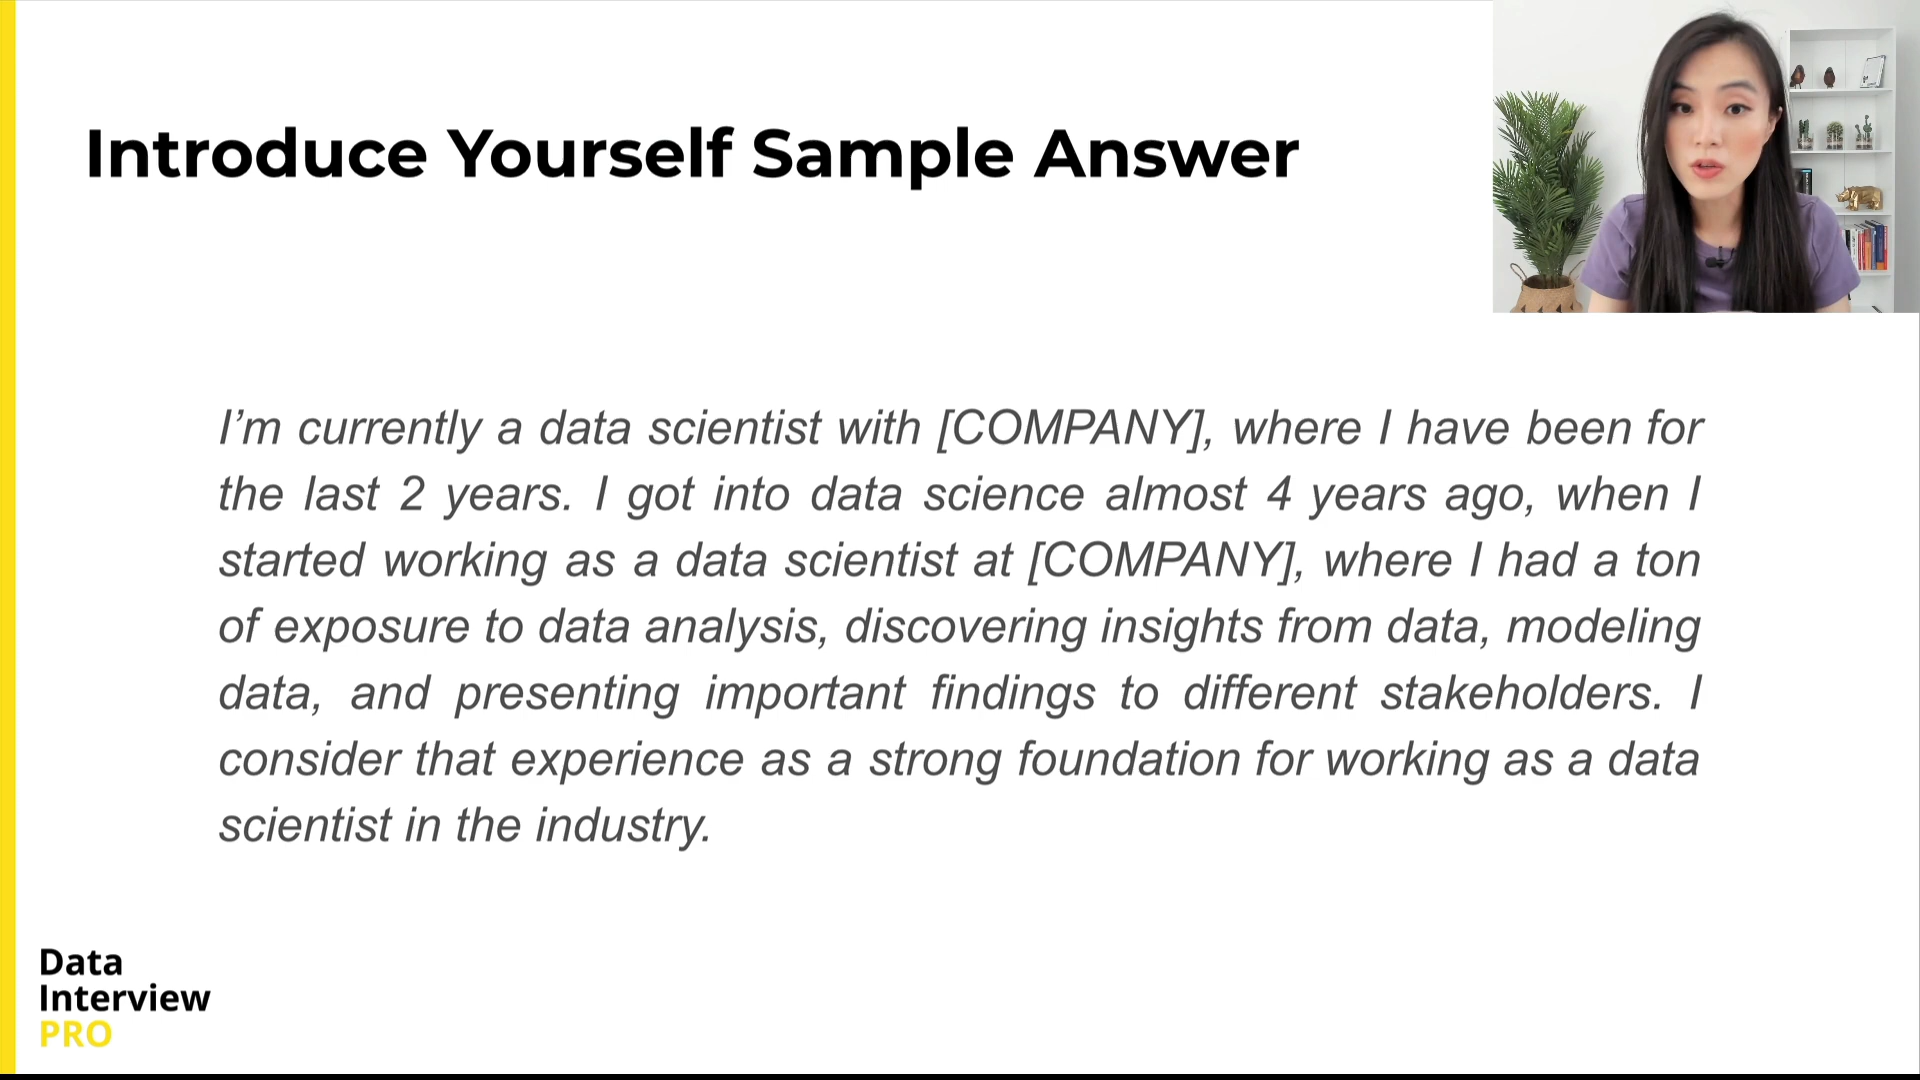 Introduce Yourself Sample Answer
I’m currently a data scientist with [COMPANY], where I have been for
the last 2 years. I got into data science almost 4 years ago, when I
started working as a data scientist at [COMPANY], where I had a ton
of exposure to data analysis, discovering insights from data, modeling
data, and presenting important findings to different stakeholders. I
consider that experience as a strong foundation for working as a data
scientist in the industry.
Data
Interview
PRO